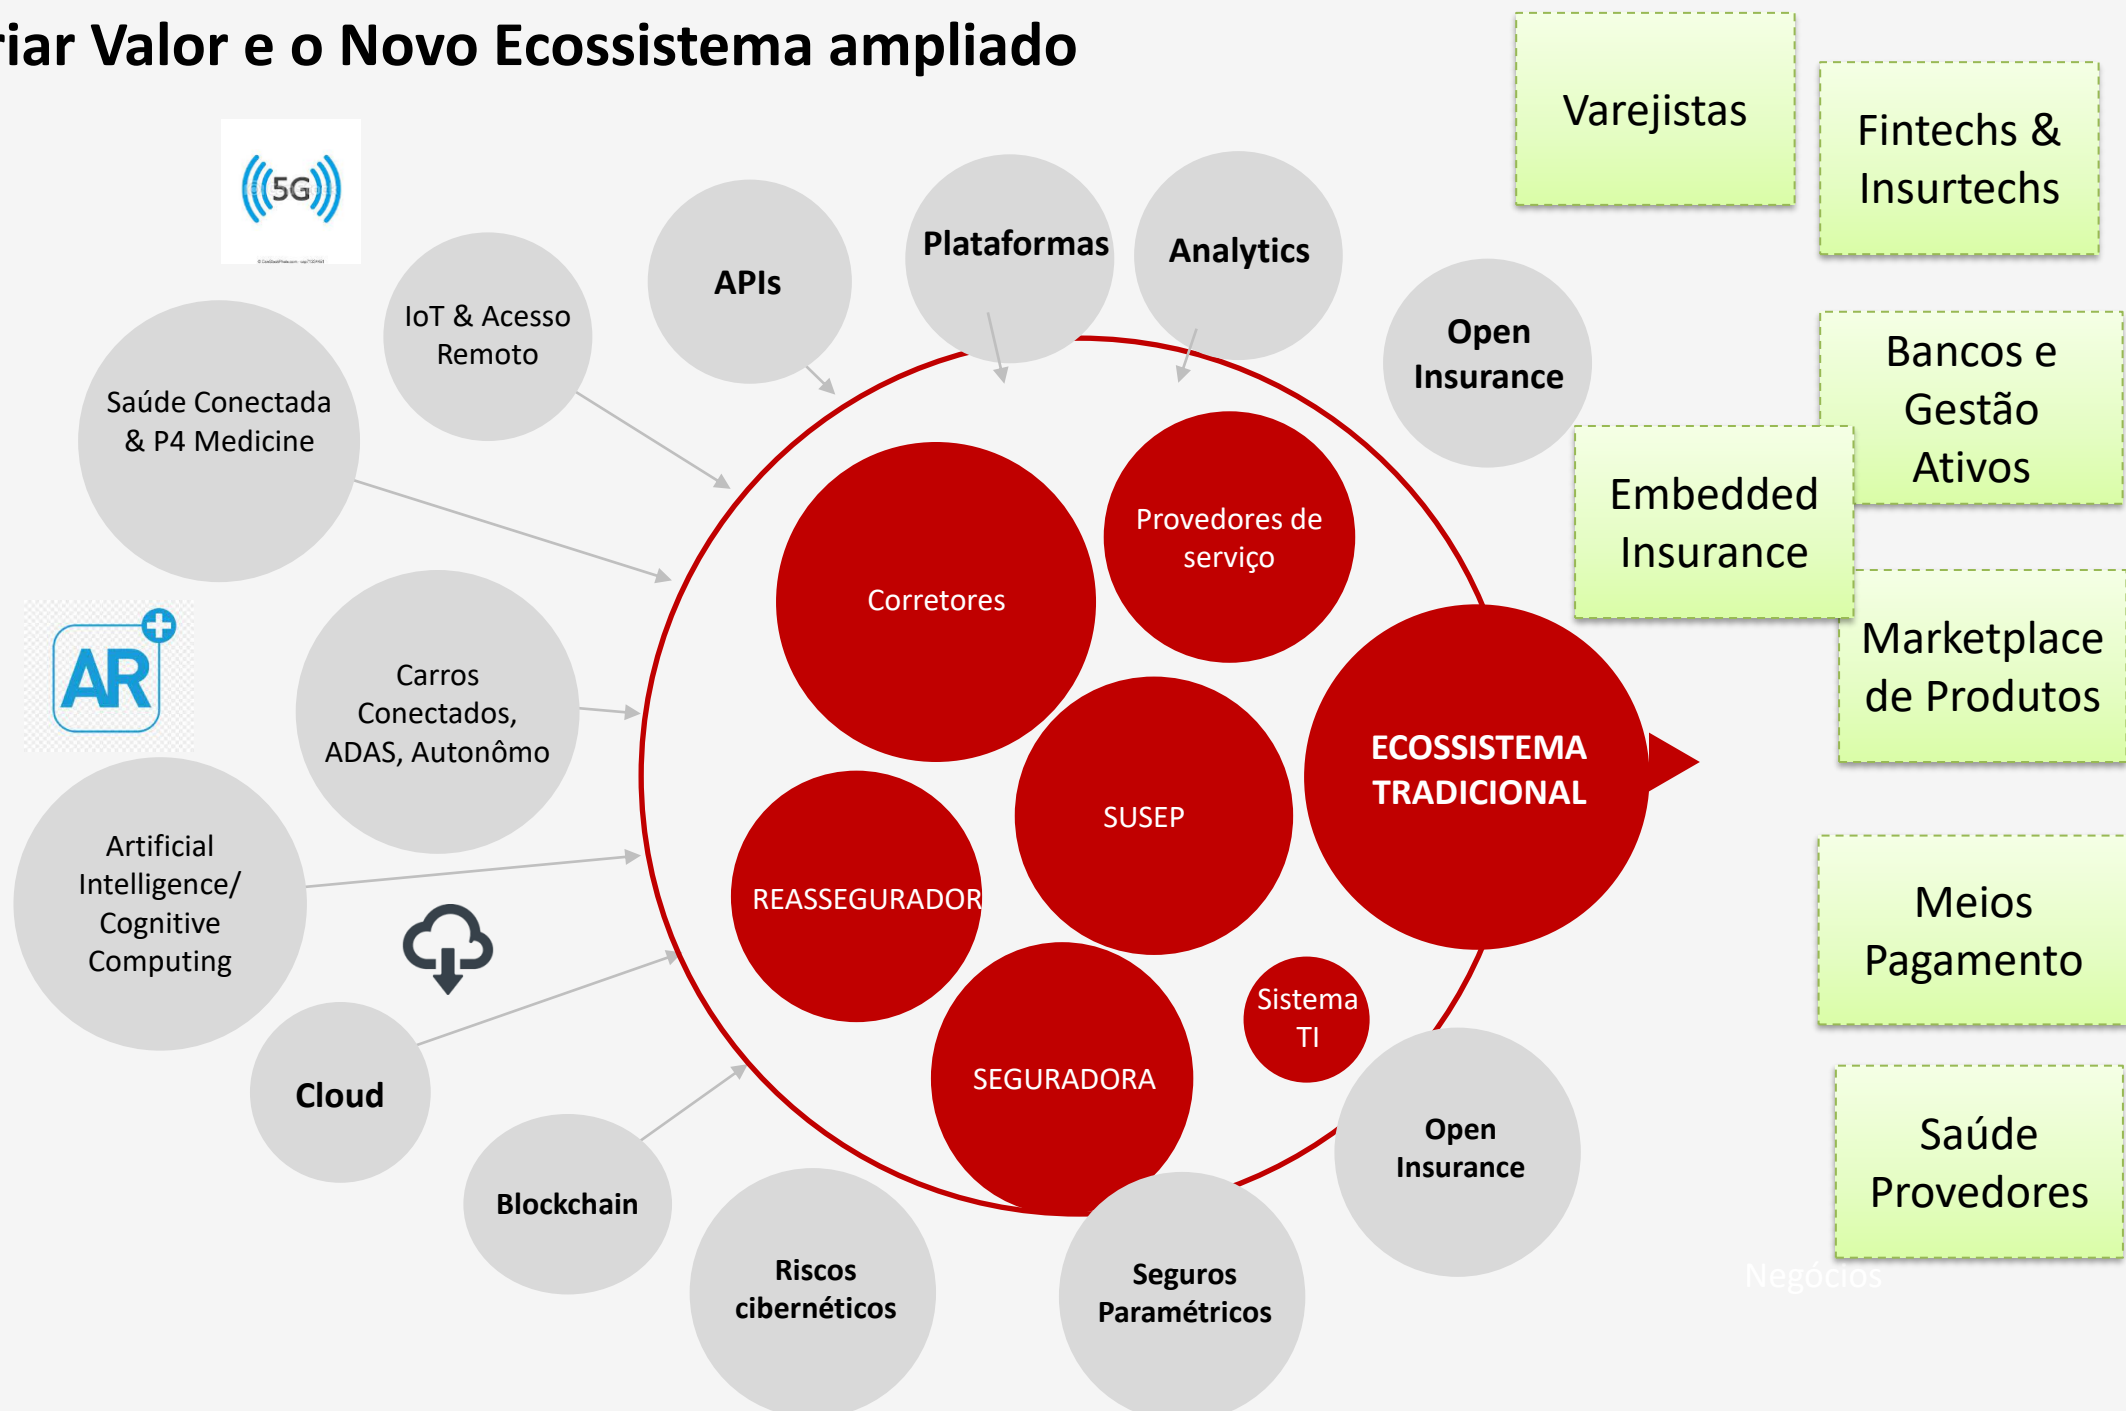 riar Valor e o Novo Ecossistema ampliado
Varejistas
Fintechs &
Insurtechs
5G
Plataformas
Analytics
APIs
IoT & Acesso
Remoto
Open
Insurance
Bancos e
Gestão
Ativos
Saúde Conectada
& P4 Medicine
Embedded
Insurance
Provedores de
serviço
Corretores
AR
Marketplace
de Produtos
Carros
Conectados,
ADAS, Autonômo
ECOSSISTEMA
TRADICIONAL
SUSEP
Artificial
Intelligence/
Cognitive
Computing
REASSEGURADOR
Meios
Pagamento
Sistema
TI
SEGURADORA
Cloud
Open
Insurance
Saúde
Provedores
Blockchain
Riscos
cibernéticos
Seguros
Paramétricos
Negócios